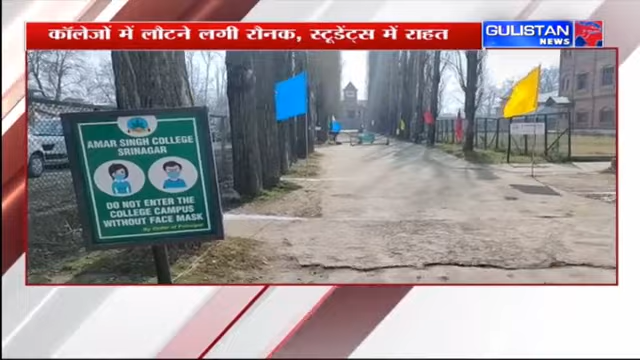 कॉलेजों में लौटने लगी रौनक, स्टूडेंट्स में राहत
GULISTAN
NEWS
AMAR SINGH COLLEGE
SRINAGAR
DO NOT ENTER THE
COLLEGE CAMPUS
WITHOUT FACE MASK